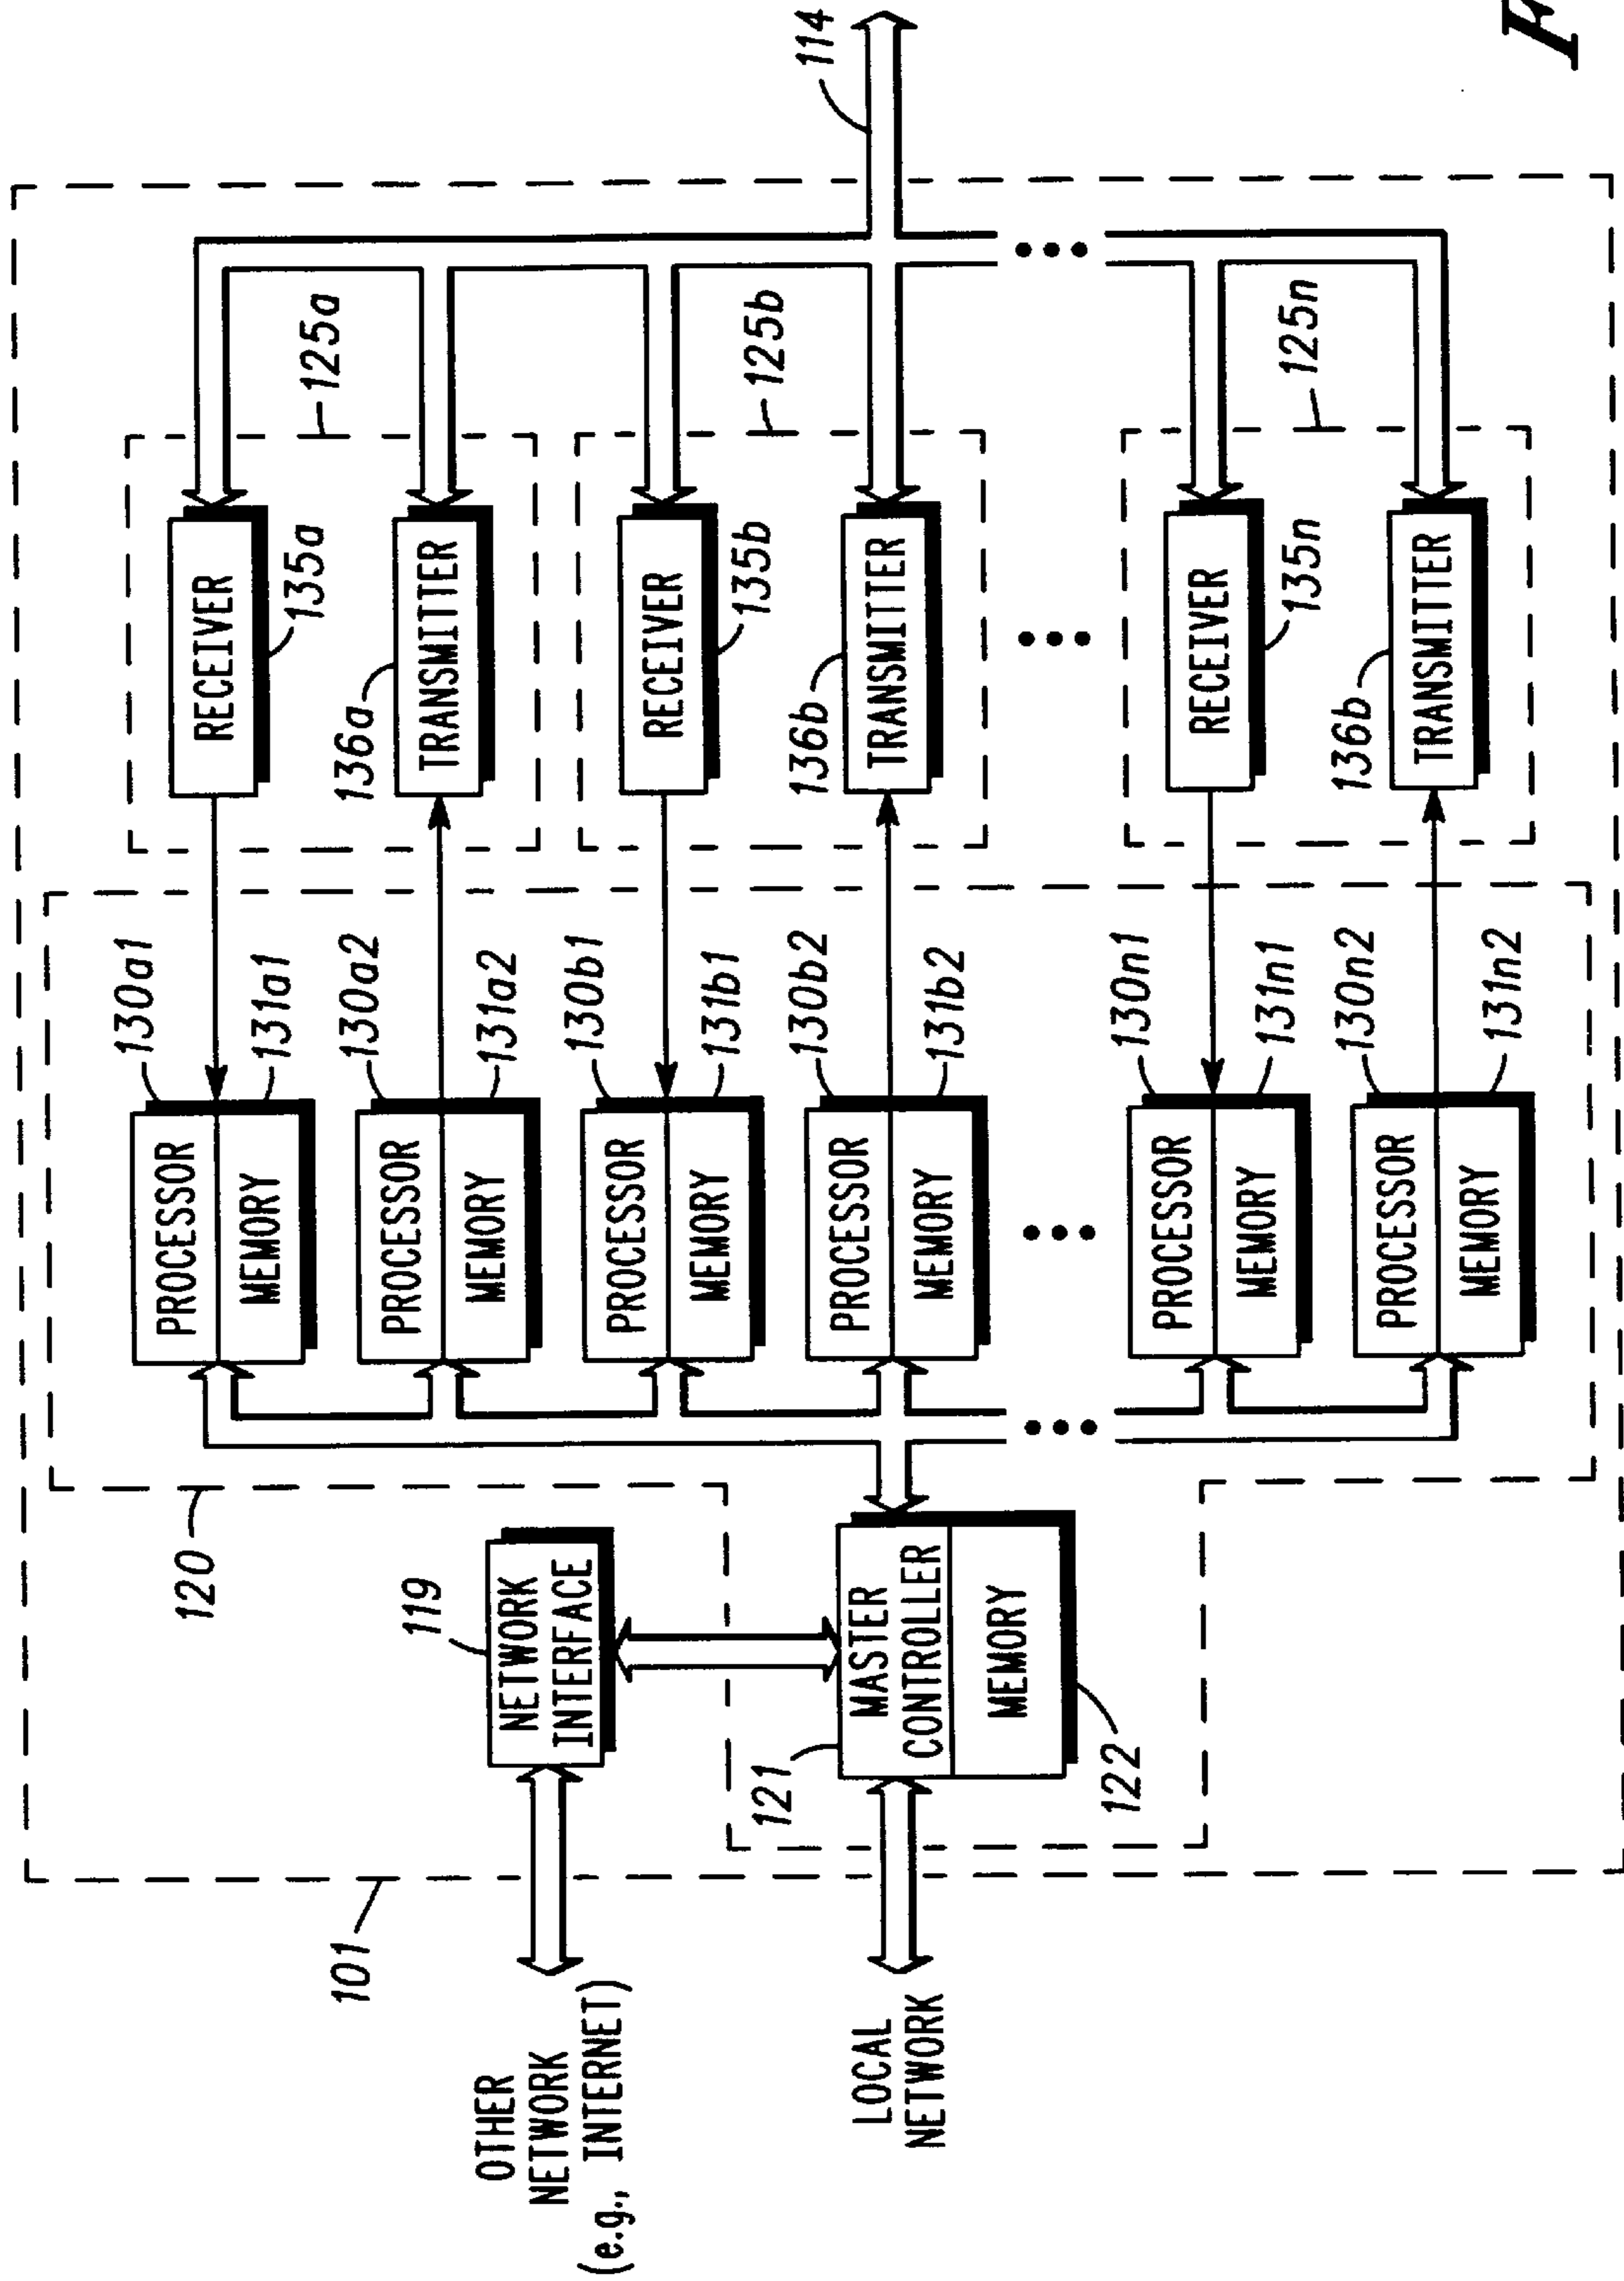 OTHER
NETWORK
(e.g., INTERNET)
LOCAL
NETWORK
101
120
119
NETWORK
INTERFACE
121
MASTER
CONTROLLER
MEMORY
122
PROCESSOR
MEMORY
130a1
131a1
PROCESSOR
MEMORY
130a2
131a2
PROCESSOR
MEMORY
130b1
131b1
PROCESSOR
MEMORY
130b2
131b2
PROCESSOR
MEMORY
130n1
131n1
PROCESSOR
MEMORY
130n2
131n2
RECEIVER
135a
136a
TRANSMITTER
125a
RECEIVER
135b
136b
TRANSMITTER
125b
RECEIVER
135n
136b
TRANSMITTER
125n
114
F